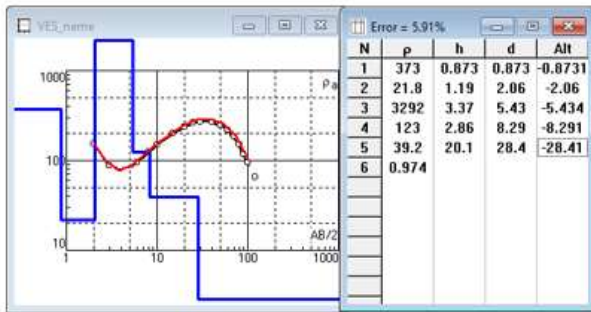 VES_neme
1000
ρa
100
10
AB/2
1
10
100
1000
Error = 5.91%
N ρ h d Alt
1 373 0.873 0.873 -0.8731
2 21.8 1.19 2.06 -2.06
3 3292 3.37 5.43 -5.434
4 123 2.86 8.29 -8.291
5 39.2 20.1 28.4 -28.41
6 0.974